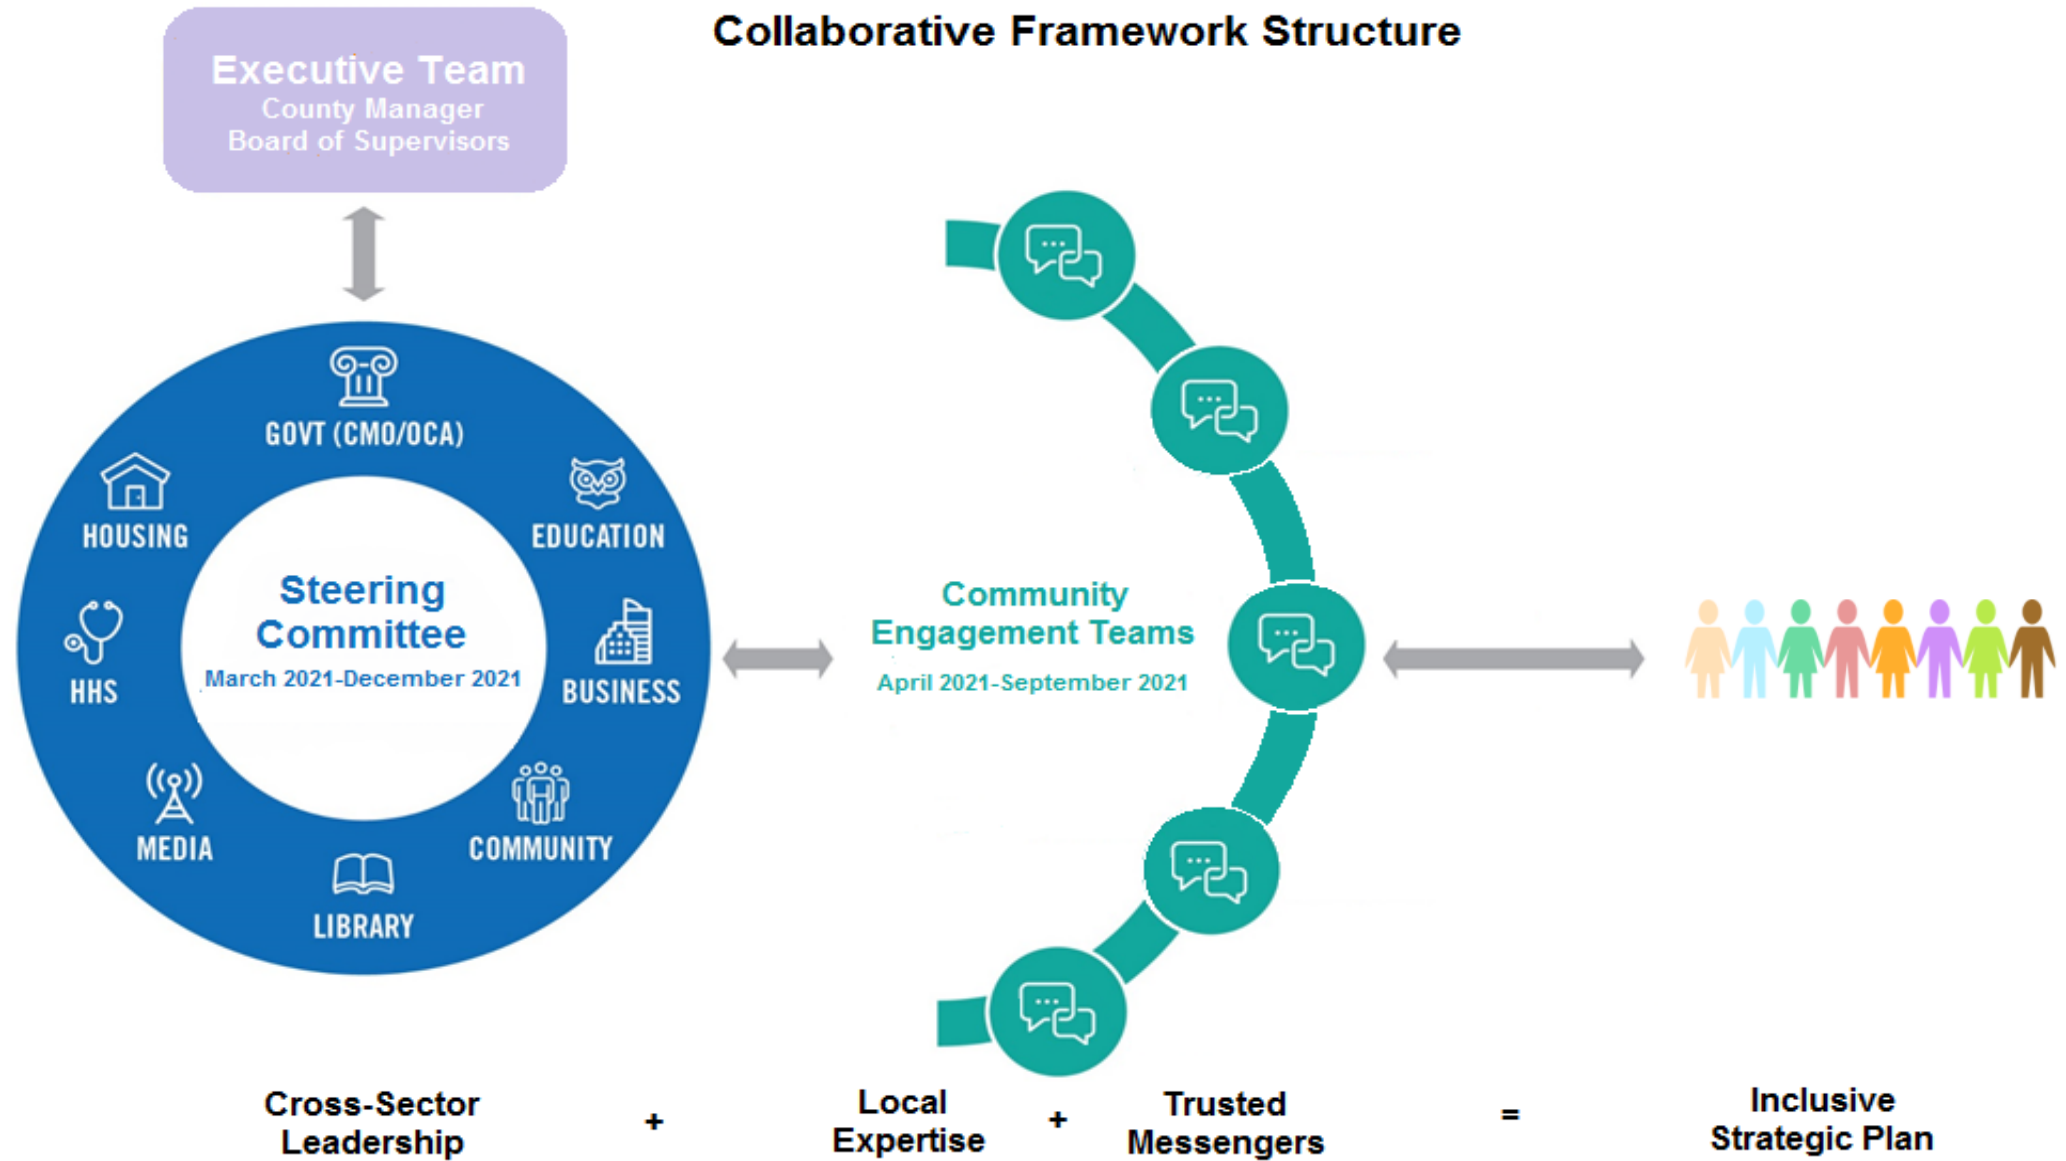 Collaborative Framework Structure
Executive Team
County Manager
Board of Supervisors
GOVT (CMO/OCA)
HOUSING
EDUCATION
Steering
Committee
March 2021-December 2021
HHS
BUSINESS
MEDIA
COMMUNITY
LIBRARY
Community
Engagement Teams
April 2021-September 2021
Cross-Sector
Leadership
+
Local
Expertise
+
Trusted
Messengers
=
Inclusive
Strategic Plan